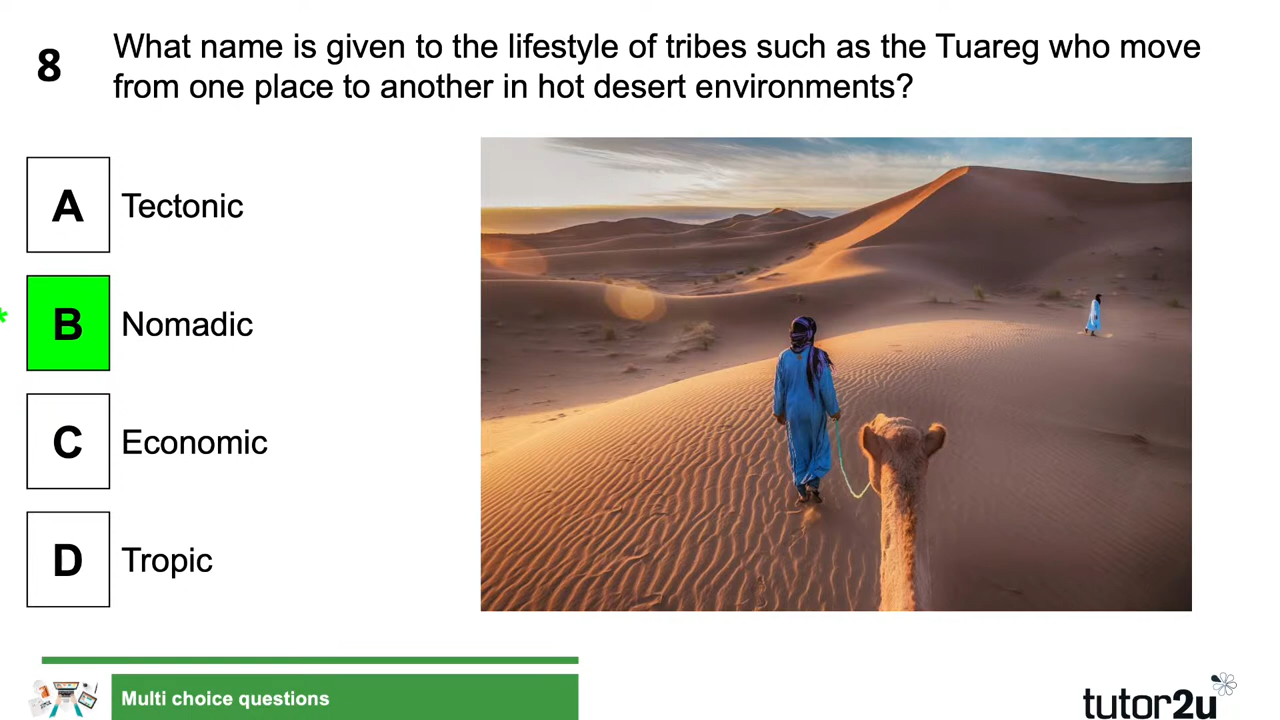 8
What name is given to the lifestyle of tribes such as the Tuareg who move
from one place to another in hot desert environments?
A Tectonic
* B Nomadic
C Economic
D Tropic
Multi choice questions
tutor2u